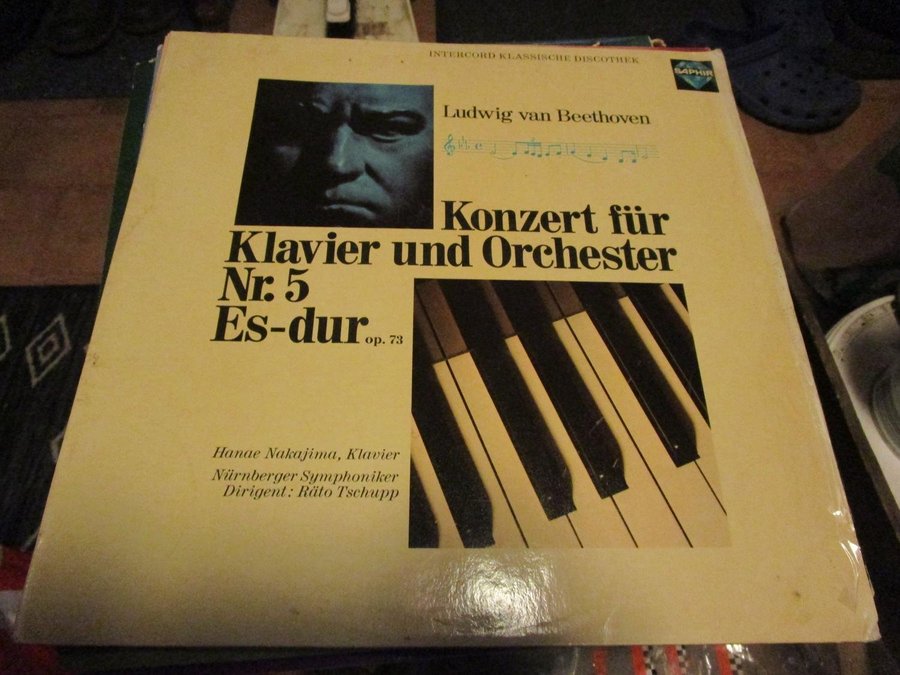 INTERCORD KLASSISCHE DISCOTHEK
SAPHIR
Ludwig van Beethoven
Konzert für
Klavier und Orchester
Nr. 5
Es-dur op. 73
Hanae Nakajima, Klavier
Nürnberger Symphoniker
Dirigent: Räto Tschupp